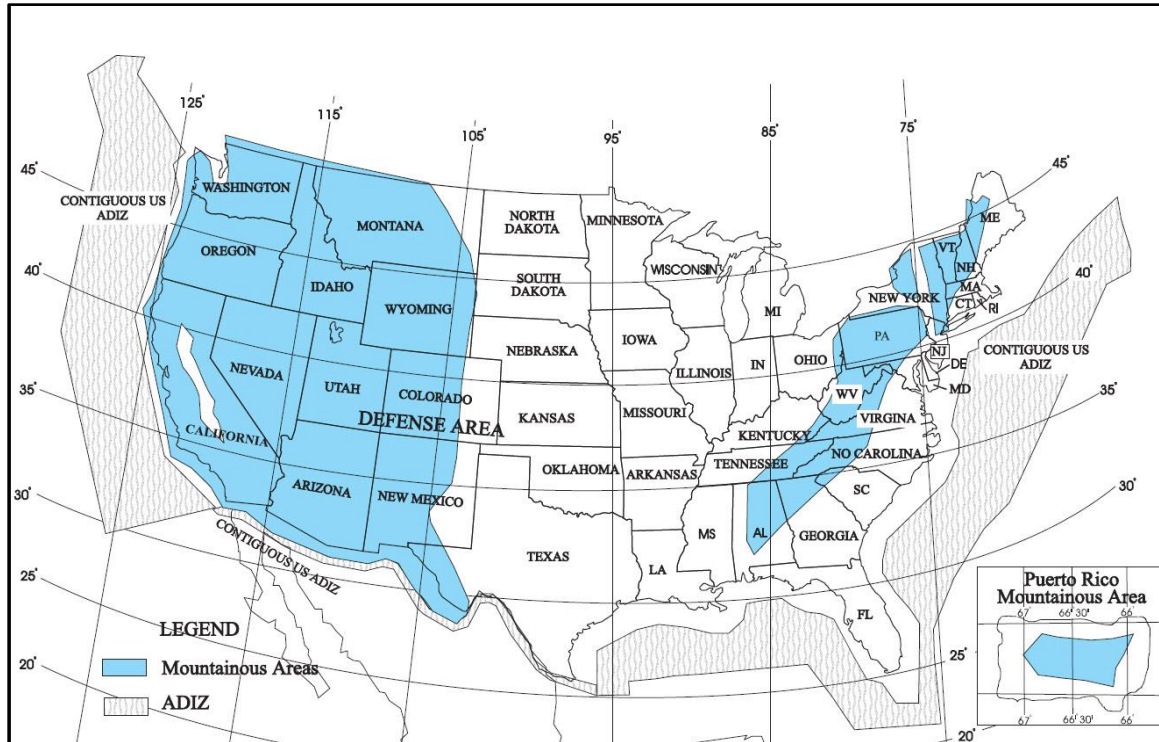 125°
115°
105°
95°
85°
75°
45°
45°
CONTIGUOUS US
ADIZ
WASHINGTON
MONTANA
NORTH
DAKOTA
MINNESOTA
ME
OREGON
VT
NH
40°
40°
IDAHO
SOUTH
DAKOTA
WISCONSIN
MA
WYOMING
NEW YORK
CT
RI
MI
PA
NEBRASKA
IOWA
OHIO
NJ
CONTIGUOUS US
ADIZ
35°
NEVADA
UTAH
COLORADO
ILLINOIS
IN
DE
MD
35°
WV
DEFENSE AREA
KANSAS
MISSOURI
VIRGINA
CALIFORNIA
KENTUCKY
NO CAROLINA
TENNESSEE
OKLAHOMA
ARKANSAS
30°
ARIZONA
NEW MEXICO
SC
30°
MS
AL
GEORGIA
CONTIGUOUS US ADIZ
TEXAS
LA
25°
FL
LEGEND
Mountainous Areas
ADIZ
20°
25°
20°
Puerto Rico
Mountainous Area
67°
66° 30'
66°
67°
66° 30'
66°